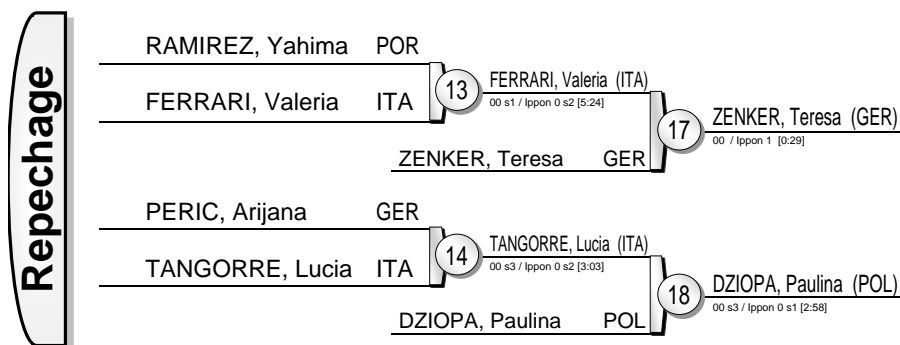 Repechage
RAMIREZ, Yahima POR
FERRARI, Valeria ITA
13
FERRARI, Valeria (ITA)
00 s1 / Ippon 0 s2 [5:24]
ZENKER, Teresa GER
17
ZENKER, Teresa (GER)
00 / Ippon 1 [0:29]
PERIC, Arijana GER
TANGORRE, Lucia ITA
14
TANGORRE, Lucia (ITA)
00 s3 / Ippon 0 s2 [3:03]
DZIOPA, Paulina POL
18
DZIOPA, Paulina (POL)
00 s3 / Ippon 0 s1 [2:58]